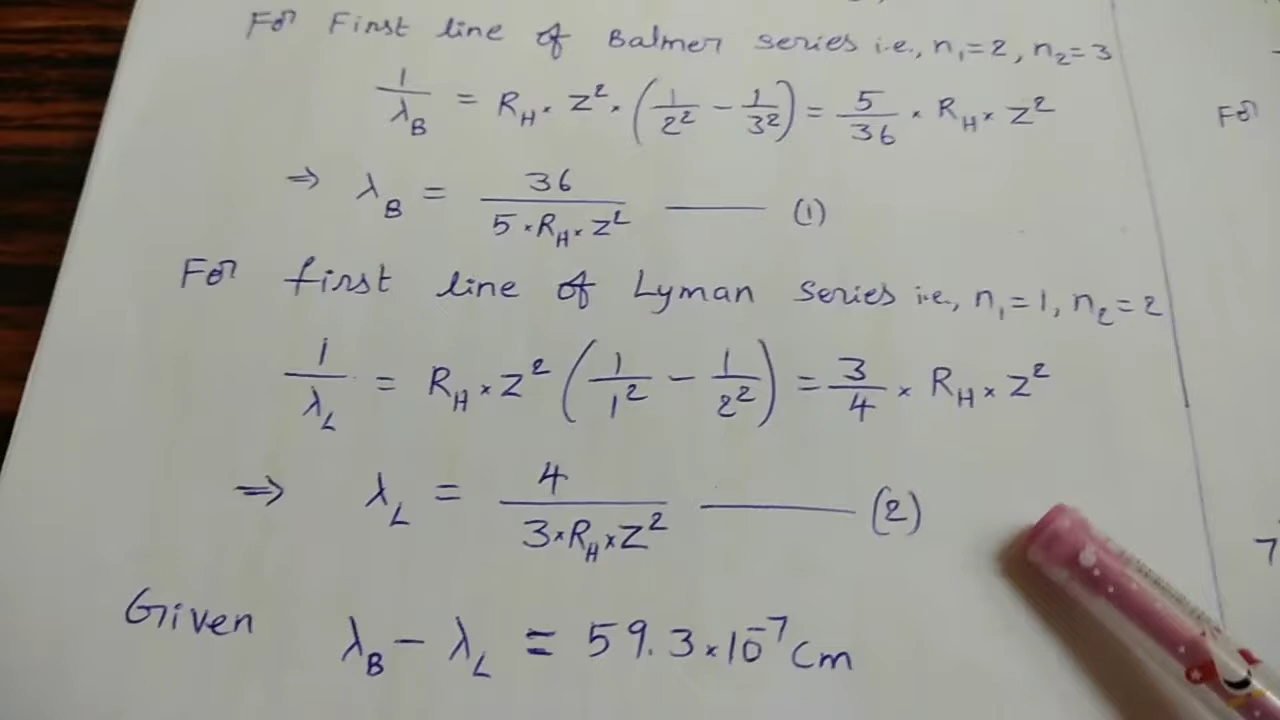 For First line of Balmer series i.e., n₁=2, n₂=3
1/λ_B = R_H × Z² × (1/2² − 1/3²) = 5/36 × R_H × Z²
⇒ λ_B = 36/(5 × R_H × Z²) —— (1)
For first line of Lyman Series i.e., n₁=1, n₂=2
1/λ_L = R_H × Z² (1/1² − 1/2²) = 3/4 × R_H × Z²
⇒ λ_L = 4/(3 × R_H × Z²) —— (2)
Given λ_B − λ_L = 59.3 × 10⁻⁷ cm
For
7